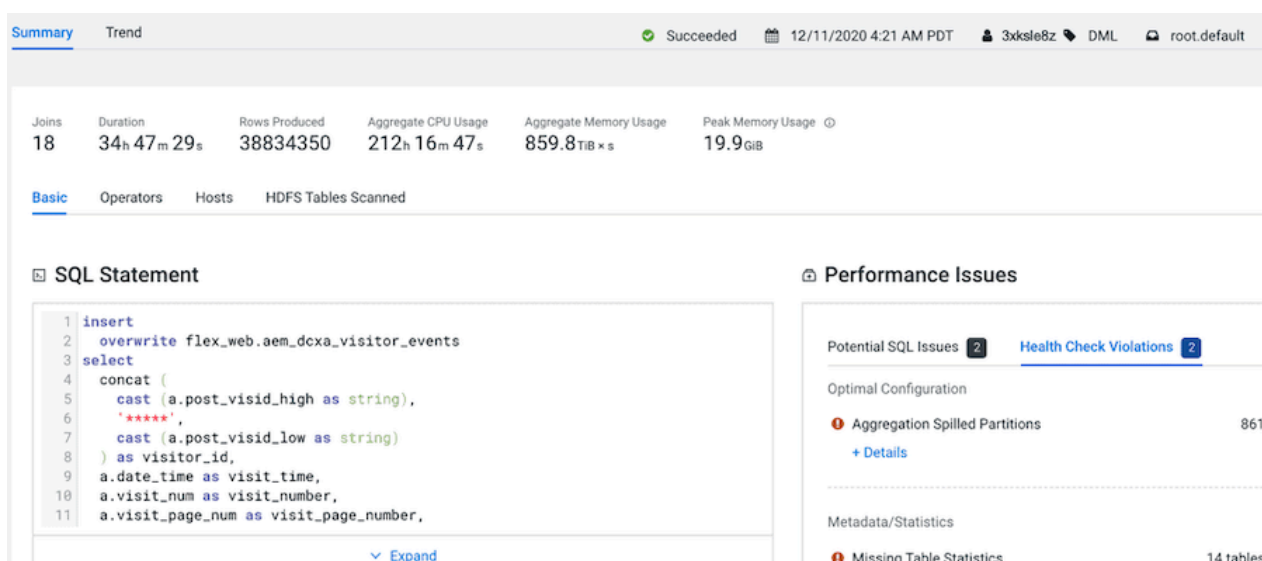 Summary Trend Succeeded 12/11/2020 4:21 AM PDT 3xksle8z DML root.default
Joins Duration Rows Produced Aggregate CPU Usage Aggregate Memory Usage Peak Memory Usage
18 34h 47m 29s 38834350 212h 16m 47s 859.8TiB × s 19.9GiB
Basic Operators Hosts HDFS Tables Scanned
SQL Statement
1 insert
2 overwrite flex_web.aem_dcxa_visitor_events
3 select
4 concat (
5 cast (a.post_visid_high as string),
6 '*****',
7 cast (a.post_visid_low as string)
8 ) as visitor_id,
9 a.date_time as visit_time,
10 a.visit_num as visit_number,
11 a.visit_page_num as visit_page_number,
Expand
Performance Issues
Potential SQL Issues 2 Health Check Violations 2
Optimal Configuration
Aggregation Spilled Partitions 861
+ Details
Metadata/Statistics
Missing Table Statistics 14 tables